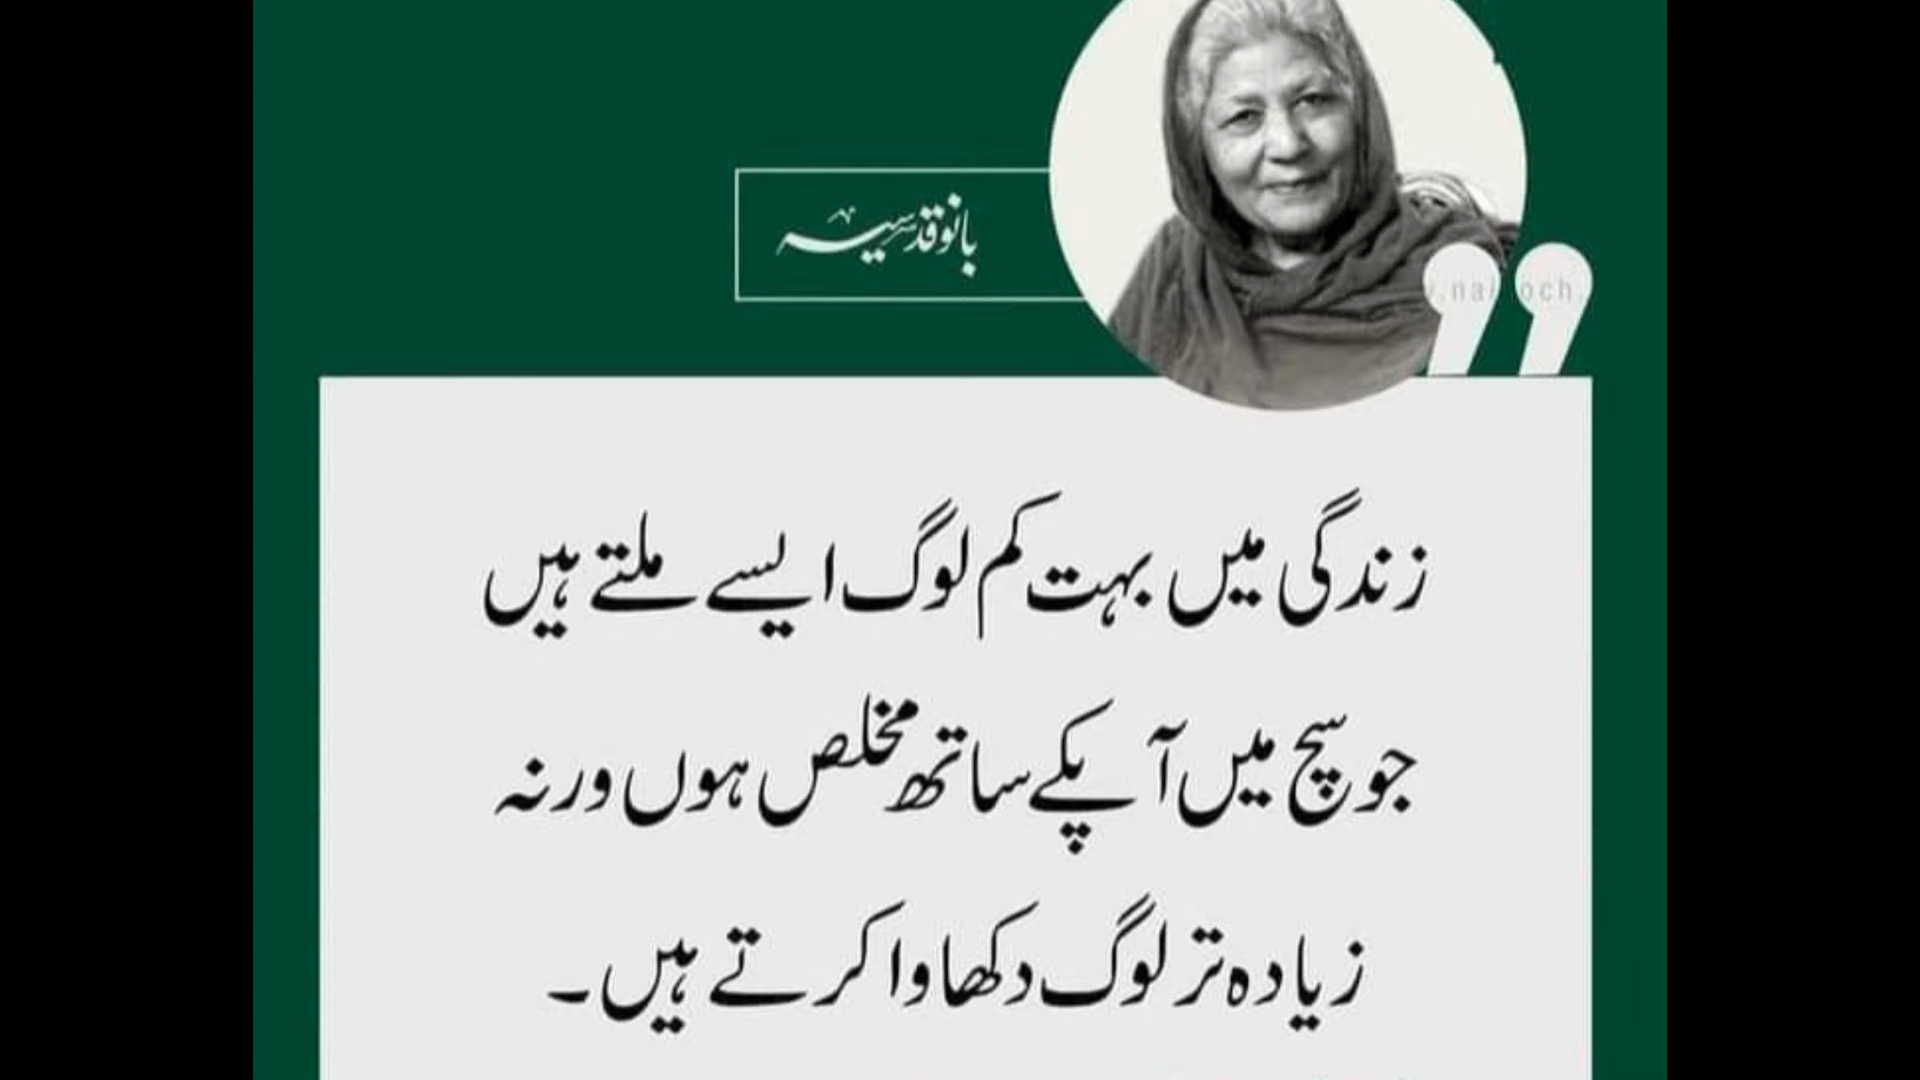 بانو قدسیہ
زندگی میں بہت کم لوگ ایسے ملتے ہیں
جو سچ میں آپکے ساتھ مخلص ہوں ورنہ
زیادہ تر لوگ دکھاوا کرتے ہیں۔